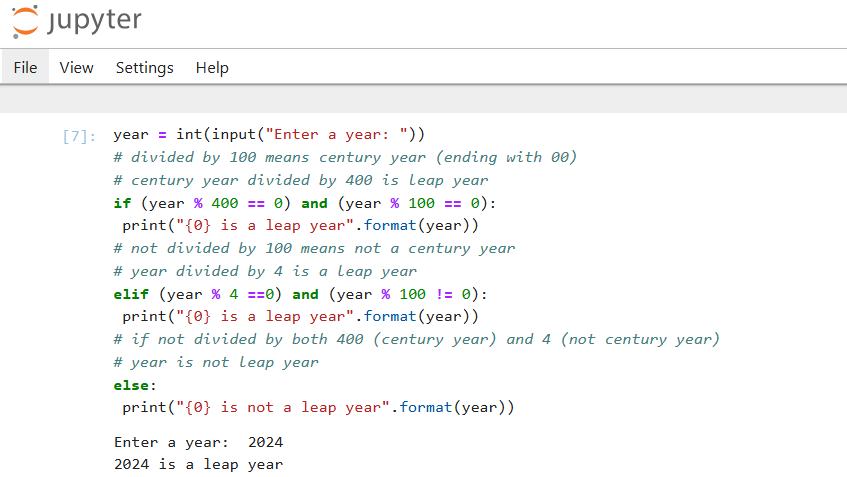 jupyter
File View Settings Help
[7]: year = int(input("Enter a year: "))
# divided by 100 means century year (ending with 00)
# century year divided by 400 is leap year
if (year % 400 == 0) and (year % 100 == 0):
 print("{0} is a leap year".format(year))
# not divided by 100 means not a century year
# year divided by 4 is a leap year
elif (year % 4 ==0) and (year % 100 != 0):
 print("{0} is a leap year".format(year))
# if not divided by both 400 (century year) and 4 (not century year)
# year is not leap year
else:
 print("{0} is not a leap year".format(year))
Enter a year:  2024
2024 is a leap year